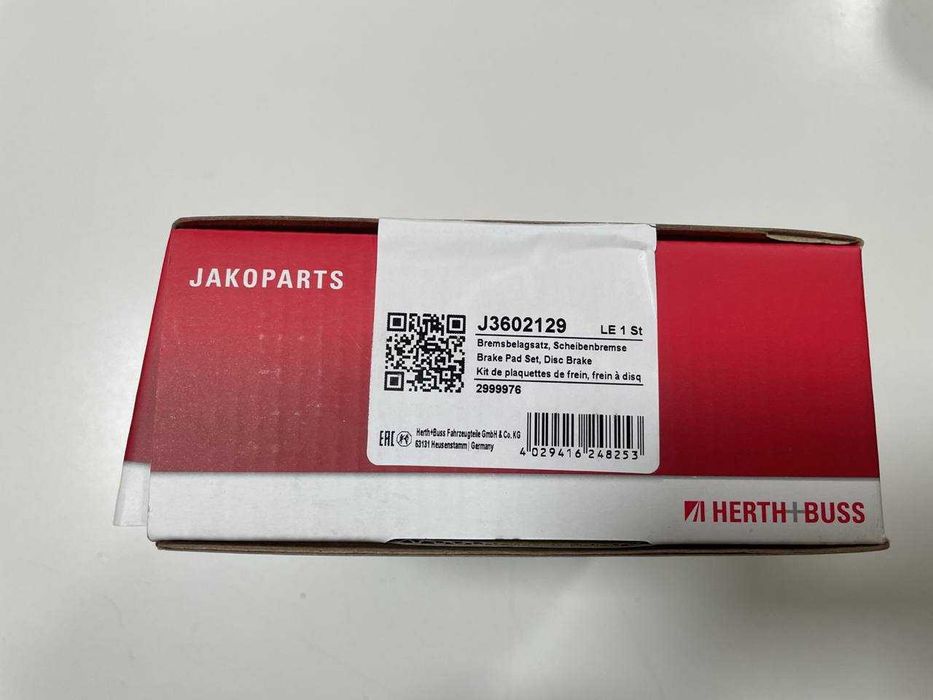 JAKOPARTS
J3602129 LE 1 St
Bremsbelagsatz, Scheibenbremse
Brake Pad Set, Disc Brake
Kit de plaquettes de frein, frein à disq
2999976
EAC
Herth+Buss Fahrzeugteile GmbH & Co. KG
63131 Heusenstamm | Germany
4 029416 248253
HERTH+BUSS